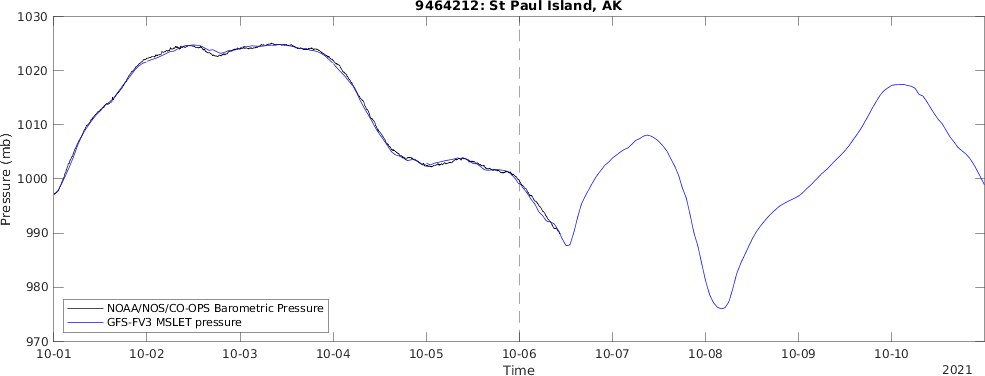 9464212: St Paul Island, AK
Pressure (mb)
1030
1020
1010
1000
990
980
970
NOAA/NOS/CO-OPS Barometric Pressure
GFS-FV3 MSLET pressure
10-01 10-02 10-03 10-04 10-05 10-06 10-07 10-08 10-09 10-10
Time
2021